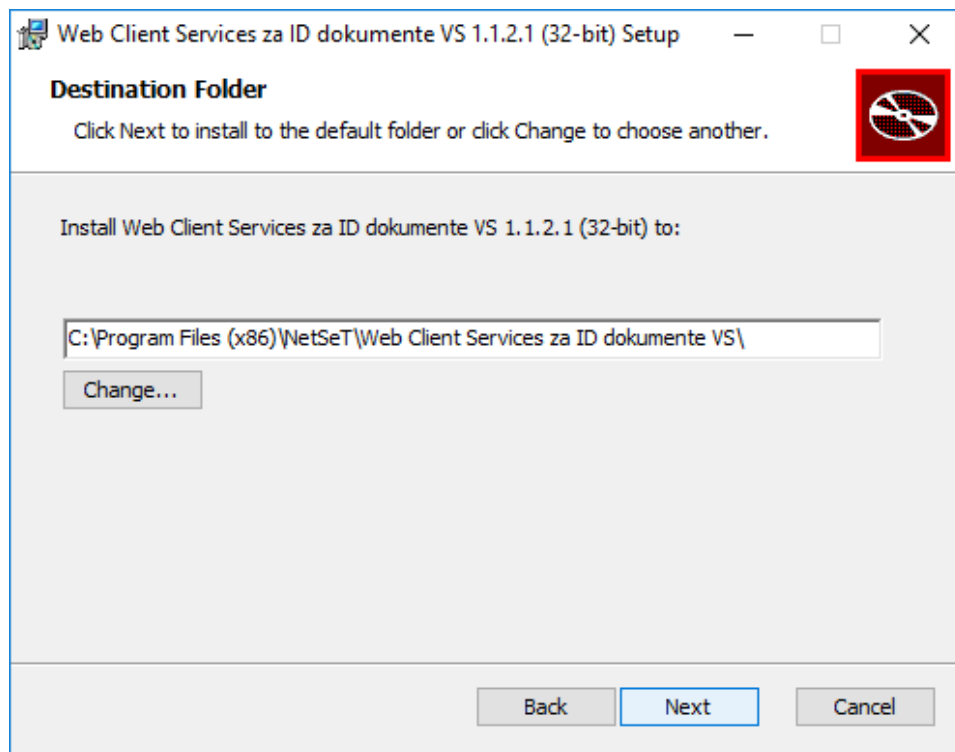 Web Client Services za ID dokumente VS 1.1.2.1 (32-bit) Setup
Destination Folder
Click Next to install to the default folder or click Change to choose another.
Install Web Client Services za ID dokumente VS 1.1.2.1 (32-bit) to:
C:\Program Files (x86)\NetSeT\Web Client Services za ID dokumente VS\
Change...
Back Next Cancel